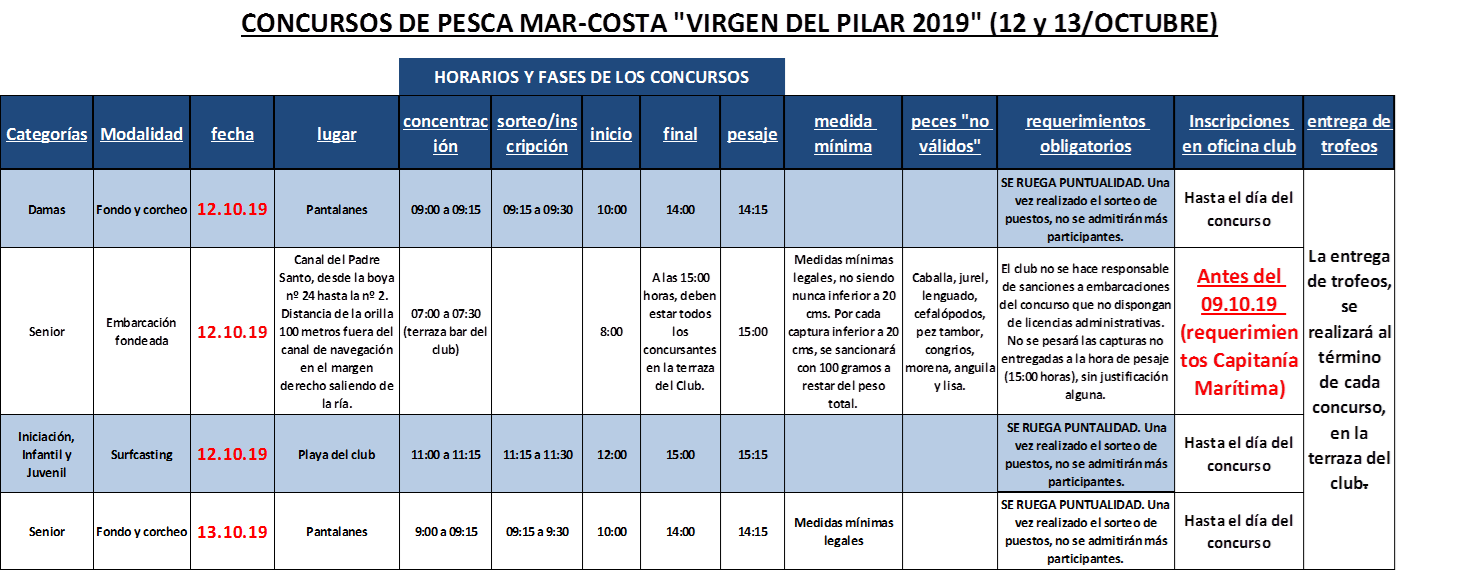 CONCURSOS DE PESCA MAR-COSTA "VIRGEN DEL PILAR 2019" (12 y 13/OCTUBRE)
HORARIOS Y FASES DE LOS CONCURSOS
Categorías
Modalidad
fecha
lugar
concentrac
ión
sorteo/ins
cripción
inicio
final
pesaje
medida
mínima
peces "no
válidos"
requerimientos
obligatorios
Inscripciones
en oficina club
entrega de
trofeos
Damas
Fondo y corcheo
12.10.19
Pantalanes
09:00 a 09:15
09:15 a 09:30
10:00
14:00
14:15
SE RUEGA PUNTUALIDAD. Una
vez realizado el sorteo de
puestos, no se admitirán más
participantes.
Hasta el día del
concurso
Senior
Embarcación
fondeada
12.10.19
Canal del Padre
Santo, desde la boya
nº 24 hasta la nº 2.
Distancia de la orilla
100 metros fuera del
canal de navegación
en el margen
derecho saliendo de
la ría.
07:00 a 07:30
(terraza bar del
club)
8:00
A las 15:00
horas, deben
estar todos
los
concursantes
en la terraza
del Club.
15:00
Medidas mínimas
legales, no siendo
nunca inferior a 20
cms. Por cada
captura inferior a 20
cms, se sancionará
con 100 gramos a
restar del peso
total.
Caballa, jurel,
lenguado,
cefalópodos,
pez tambor,
congrios,
morena, anguila
y lisa.
El club no se hace responsable
de sanciones a embarcaciones
del concurso que no dispongan
de licencias administrativas.
No se pesará las capturas no
entregadas a la hora de pesaje
(15:00 horas), sin justificación
alguna.
Antes del
09.10.19
(requerimien
tos Capitanía
Marítima)
La entrega
de trofeos,
se
realizará al
término
de cada
concurso,
en la
terraza del
club.
Iniciación,
Infantil y
Juvenil
Surfcasting
12.10.19
Playa del club
11:00 a 11:15
11:15 a 11:30
12:00
15:00
15:15
SE RUEGA PUNTALIDAD. Una
vez realizado el sorteo de
puestos, no se admitirán más
participantes.
Hasta el día del
concurso
Senior
Fondo y corcheo
13.10.19
Pantalanes
9:00 a 09:15
09:15 a 9:30
10:00
14:00
14:15
Medidas mínimas
legales
SE RUEGA PUNTUALIDAD. Una
vez realizado el sorteo de
puestos, no se admitirán más
participantes.
Hasta el día del
concurso